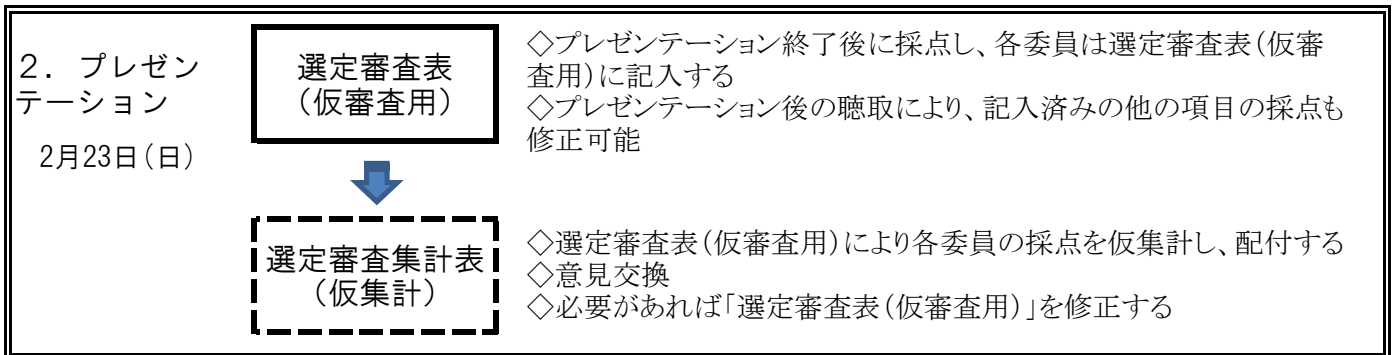 2．プレゼン
テーション
2月23日（日）
選定審査表
（仮審査用）
◇プレゼンテーション終了後に採点し、各委員は選定審査表（仮審
査用）に記入する
◇プレゼンテーション後の聴取により、記入済みの他の項目の採点も
修正可能
選定審査集計表
（仮集計）
◇選定審査表（仮審査用）により各委員の採点を仮集計し、配付する
◇意見交換
◇必要があれば「選定審査表（仮審査用）」を修正する